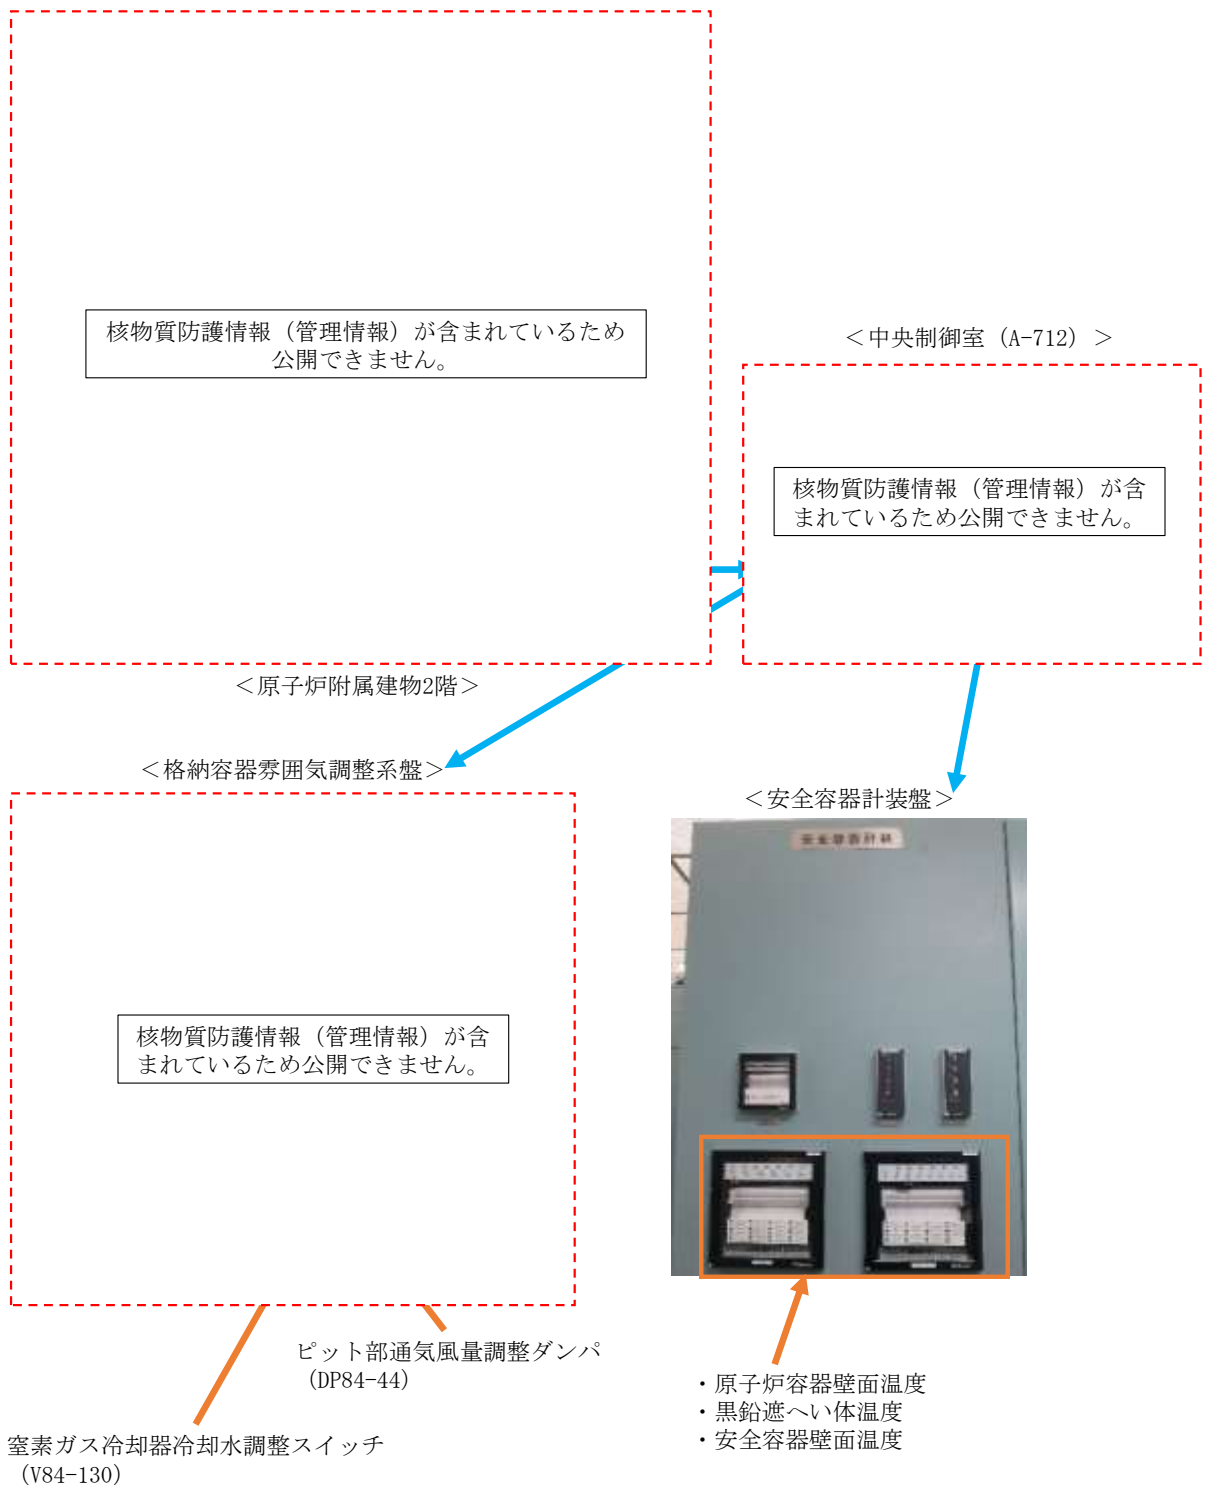 核物質防護情報（管理情報）が含まれているため
公開できません。
＜中央制御室（A-712）＞
核物質防護情報（管理情報）が含
まれているため公開できません。
＜原子炉附属建物2階＞
＜格納容器雰囲気調整系盤＞
＜安全容器計装盤＞
核物質防護情報（管理情報）が含
まれているため公開できません。
ピット部通気風量調整ダンパ
（DP84-44）
・原子炉容器壁面温度
・黒鉛遮へい体温度
・安全容器壁面温度
窒素ガス冷却器冷却水調整スイッチ
（V84-130）